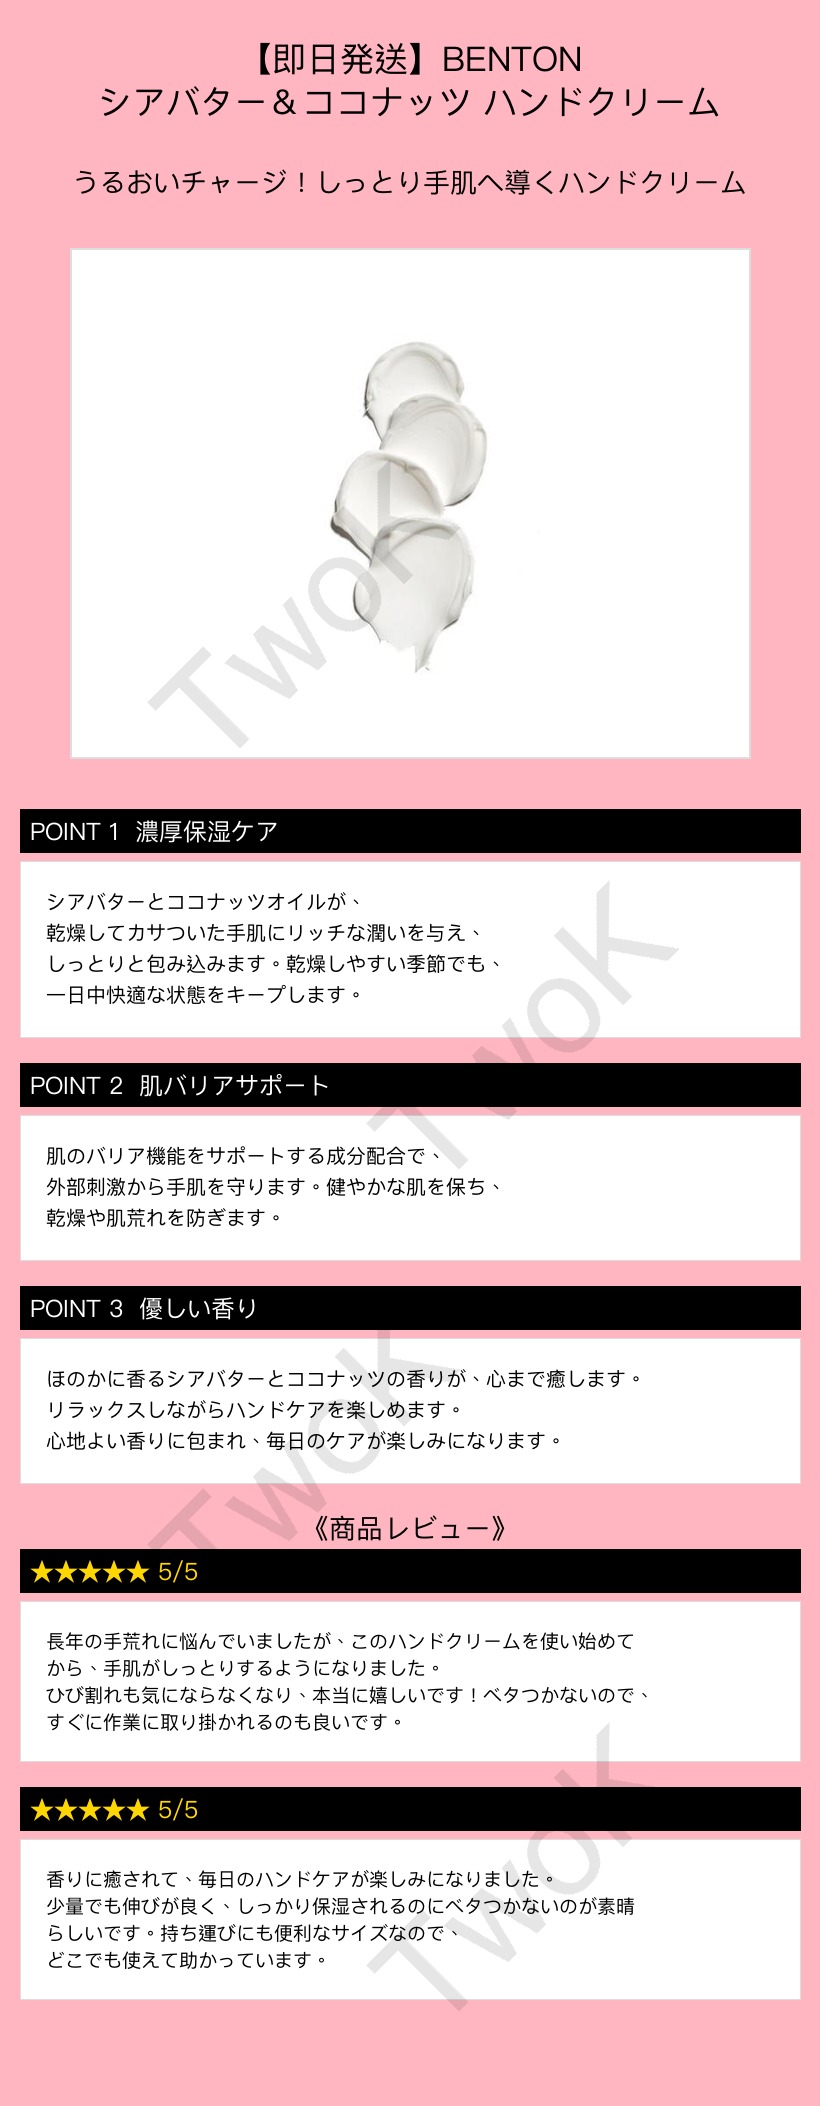 【即日発送】BENTON
シアバター＆ココナッツ ハンドクリーム
うるおいチャージ！しっとり手肌へ導くハンドクリーム
TwoK
POINT 1 濃厚保湿ケア
シアバターとココナッツオイルが、
乾燥してカサついた手肌にリッチな潤いを与え、
しっとりと包み込みます。乾燥しやすい季節でも、
一日中快適な状態をキープします。
TwoK
POINT 2 肌バリアサポート
肌のバリア機能をサポートする成分配合で、
外部刺激から手肌を守ります。健やかな肌を保ち、
乾燥や肌荒れを防ぎます。
POINT 3 優しい香り
ほのかに香るシアバターとココナッツの香りが、心まで癒します。
リラックスしながらハンドケアを楽しめます。
心地よい香りに包まれ、毎日のケアが楽しみになります。
TwoK
《商品レビュー》
★★★★★ 5/5
長年の手荒れに悩んでいましたが、このハンドクリームを使い始めて
から、手肌がしっとりするようになりました。
ひび割れも気にならなくなり、本当に嬉しいです！ベタつかないので、
すぐに作業に取り掛かれるのも良いです。
★★★★★ 5/5
香りに癒されて、毎日のハンドケアが楽しみになりました。
少量でも伸びが良く、しっかり保湿されるのにベタつかないのが素晴
らしいです。持ち運びにも便利なサイズなので、
どこでも使えて助かっています。
TwoK